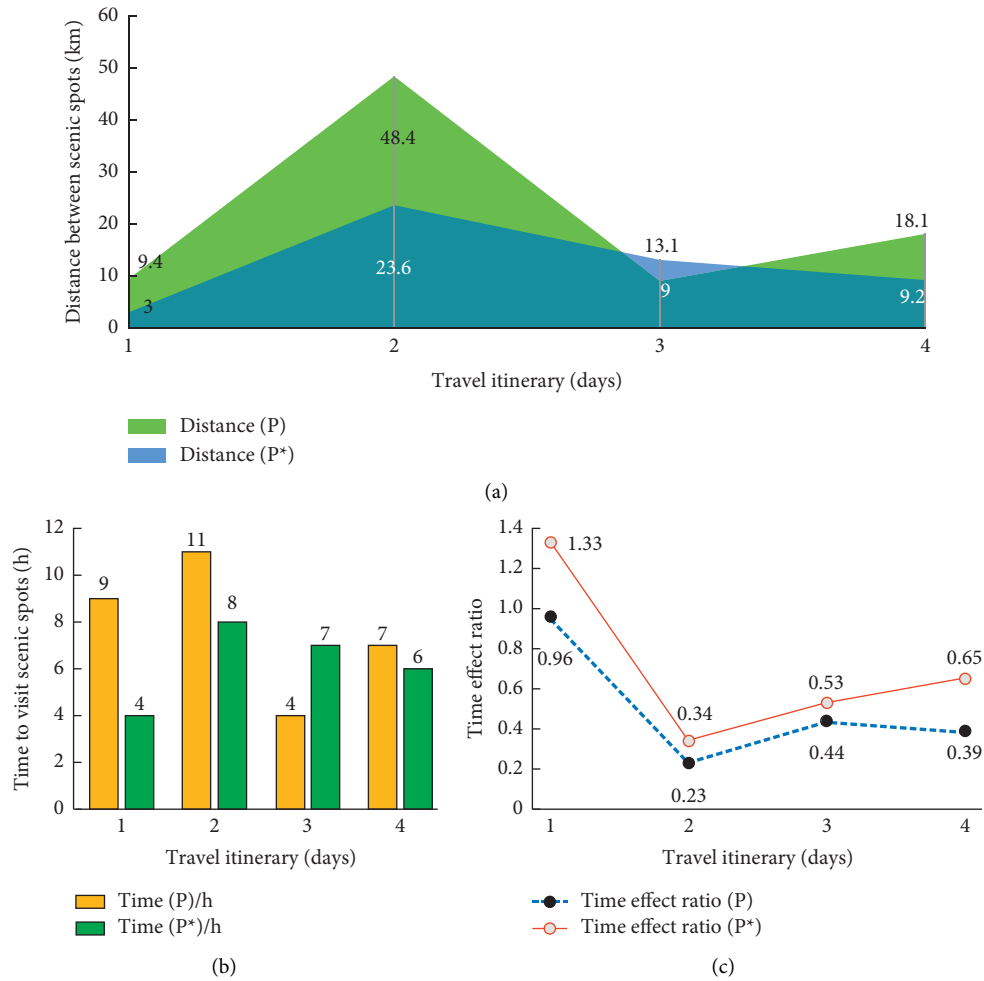 60
50
40
30
20
10
0
Distance between scenic spots (km)
9.4
3
48.4
23.6
13.1
9
18.1
9.2
1 2 3 4
Travel itinerary (days)
Distance (P)
Distance (P*)
(a)
12
10
8
6
4
2
0
Time to visit scenic spots (h)
9
4
11
8
4
7
7
6
1 2 3 4
Travel itinerary (days)
Time (P)/h
Time (P*)/h
(b)
1.4
1.2
1.0
0.8
0.6
0.4
0.2
0
Time effect ratio
1.33
0.96
0.34
0.23
0.53
0.44
0.65
0.39
1 2 3 4
Travel itinerary (days)
Time effect ratio (P)
Time effect ratio (P*)
(c)